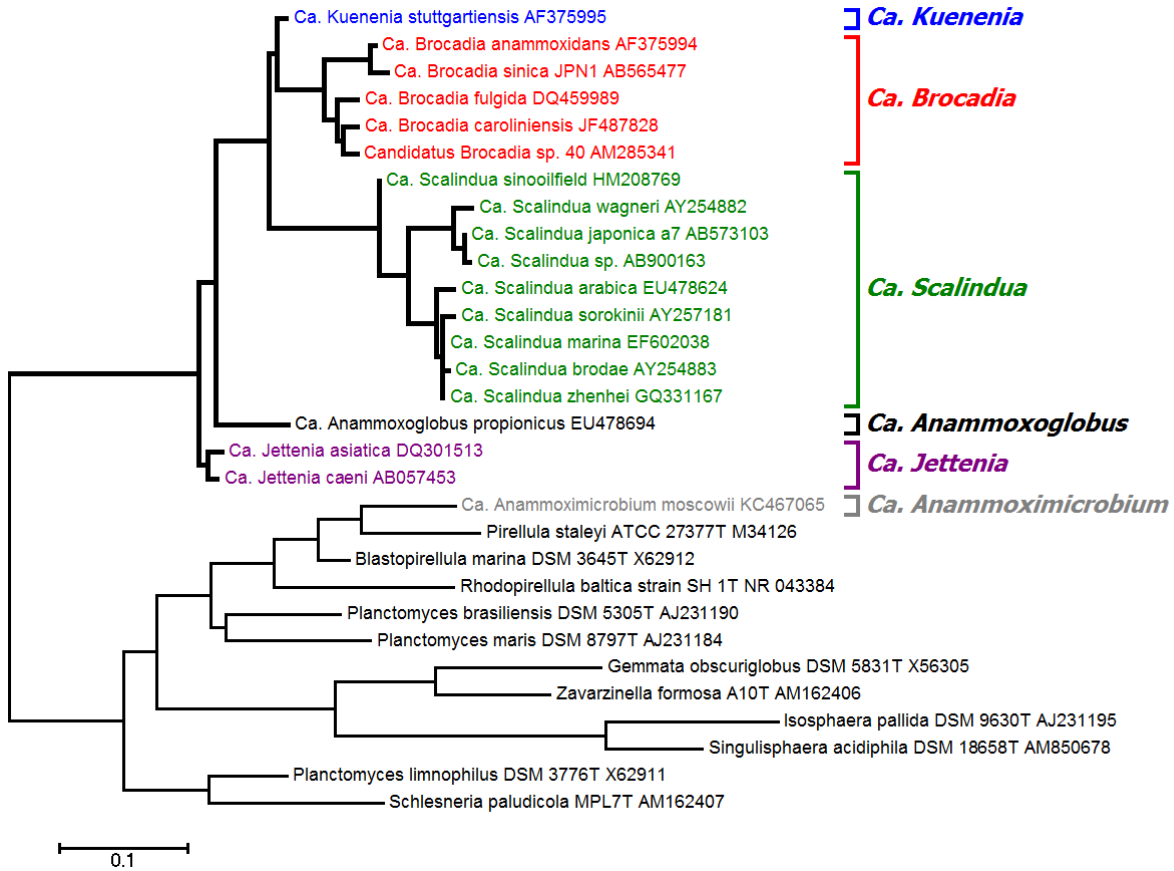 Ca. Kuenenia stuttgartiensis AF375995
Ca. Kuenenia
Ca. Brocadia anammoxidans AF375994
Ca. Brocadia sinica JPN1 AB565477
Ca. Brocadia fulgida DQ459989
Ca. Brocadia
Ca. Brocadia caroliniensis JF487828
Candidatus Brocadia sp. 40 AM285341
Ca. Scalindua sinooilfield HM208769
Ca. Scalindua wagneri AY254882
Ca. Scalindua japonica a7 AB573103
Ca. Scalindua sp. AB900163
Ca. Scalindua arabica EU478624
Ca. Scalindua
Ca. Scalindua sorokinii AY257181
Ca. Scalindua marina EF602038
Ca. Scalindua brodae AY254883
Ca. Scalindua zhenhei GQ331167
Ca. Anammoxoglobus propionicus EU478694
Ca. Anammoxoglobus
Ca. Jettenia asiatica DQ301513
Ca. Jettenia
Ca. Jettenia caeni AB057453
Ca. Anammoximicrobium moscowii KC467065
Ca. Anammoximicrobium
Pirellula staleyi ATCC 27377T M34126
Blastopirellula marina DSM 3645T X62912
Rhodopirellula baltica strain SH 1T NR 043384
Planctomyces brasiliensis DSM 5305T AJ231190
Planctomyces maris DSM 8797T AJ231184
Gemmata obscuriglobus DSM 5831T X56305
Zavarzinella formosa A10T AM162406
Isosphaera pallida DSM 9630T AJ231195
Singulisphaera acidiphila DSM 18658T AM850678
Planctomyces limnophilus DSM 3776T X62911
Schlesneria paludicola MPL7T AM162407
0.1